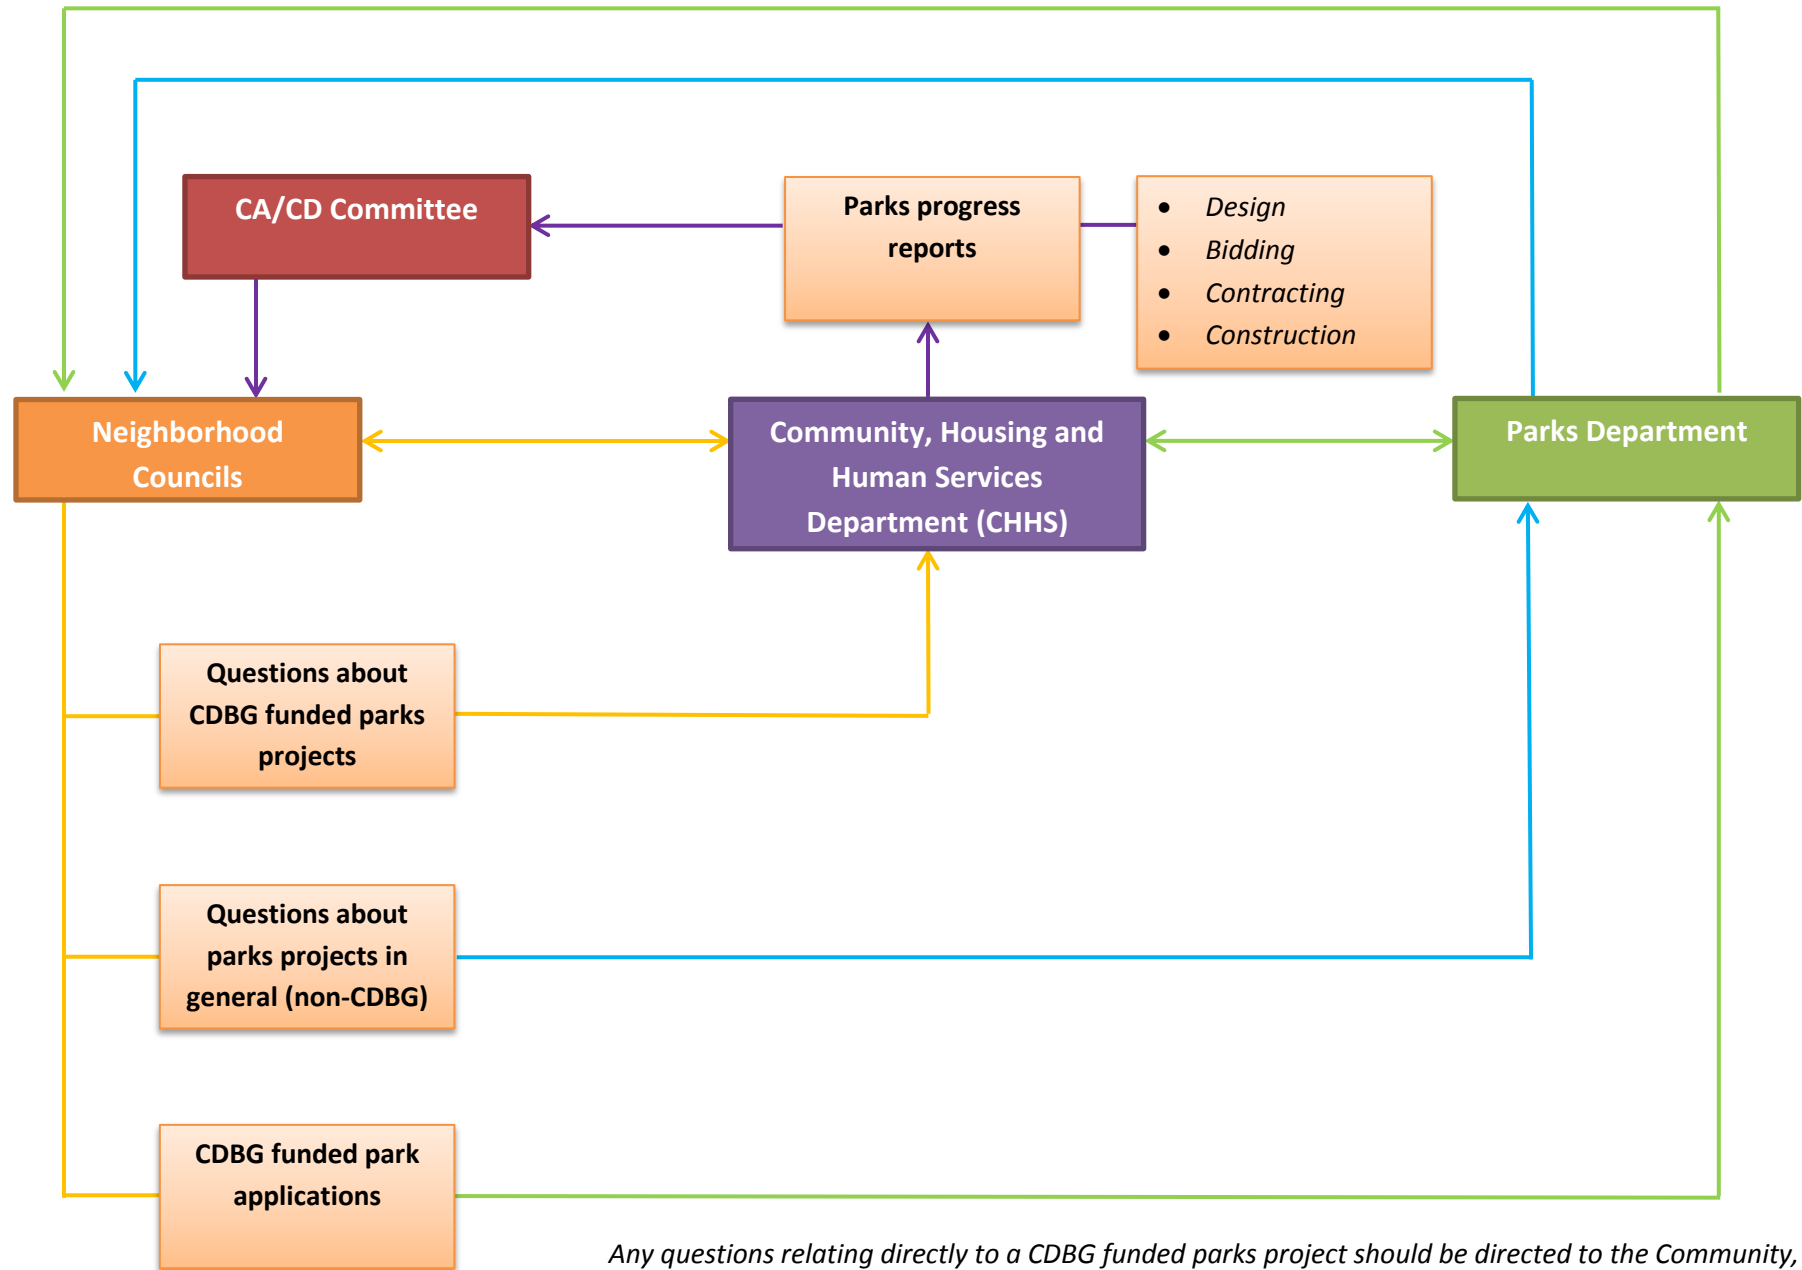 CA/CD Committee
Parks progress
reports
• Design
• Bidding
• Contracting
• Construction
Neighborhood
Councils
Community, Housing and
Human Services
Department (CHHS)
Parks Department
Questions about
CDBG funded parks
projects
Questions about
parks projects in
general (non-CDBG)
CDBG funded park
applications
Any questions relating directly to a CDBG funded parks project should be directed to the Community,